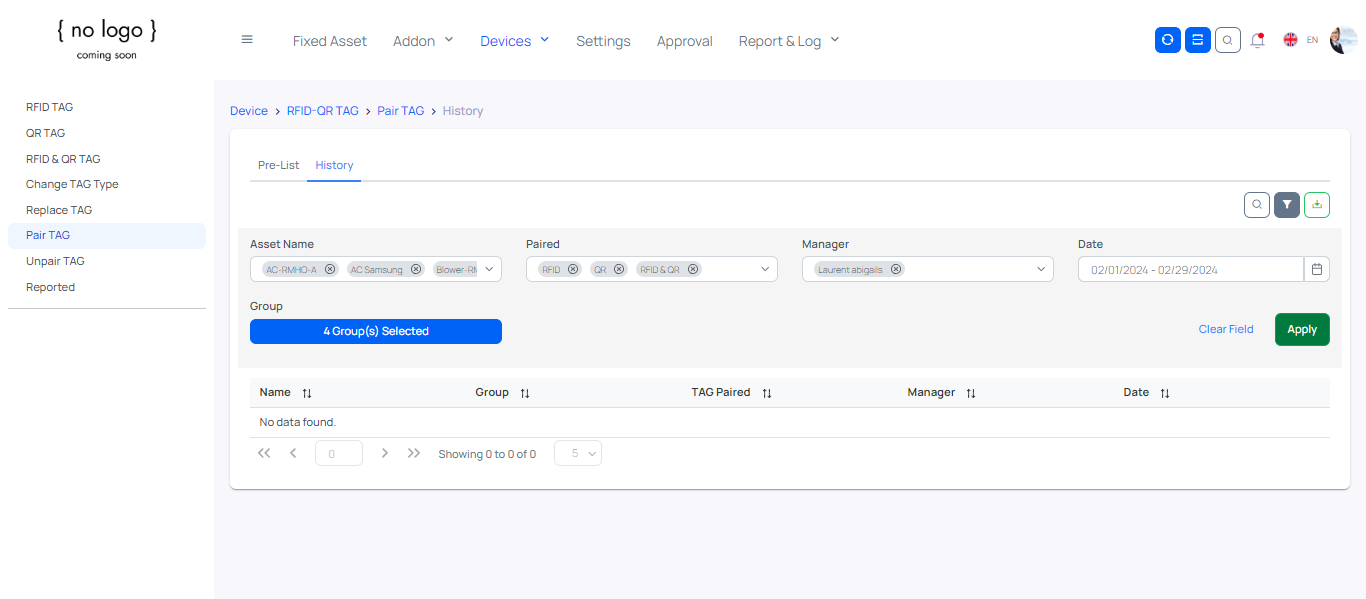 { no logo }
coming soon
Fixed Asset Addon Devices Settings Approval Report & Log EN
RFID TAG
QR TAG
RFID & QR TAG
Change TAG Type
Replace TAG
Pair TAG
Unpair TAG
Reported
Device > RFID-QR TAG > Pair TAG > History
Pre-List History
Asset Name Paired Manager Date
AC-RMHO-A AC Samsung Blower-RM RFID QR RFID & QR Laurent abigails 02/01/2024 - 02/29/2024
Group
4 Group(s) Selected Clear Field Apply
Name Group TAG Paired Manager Date
No data found.
0 Showing 0 to 0 of 0 5